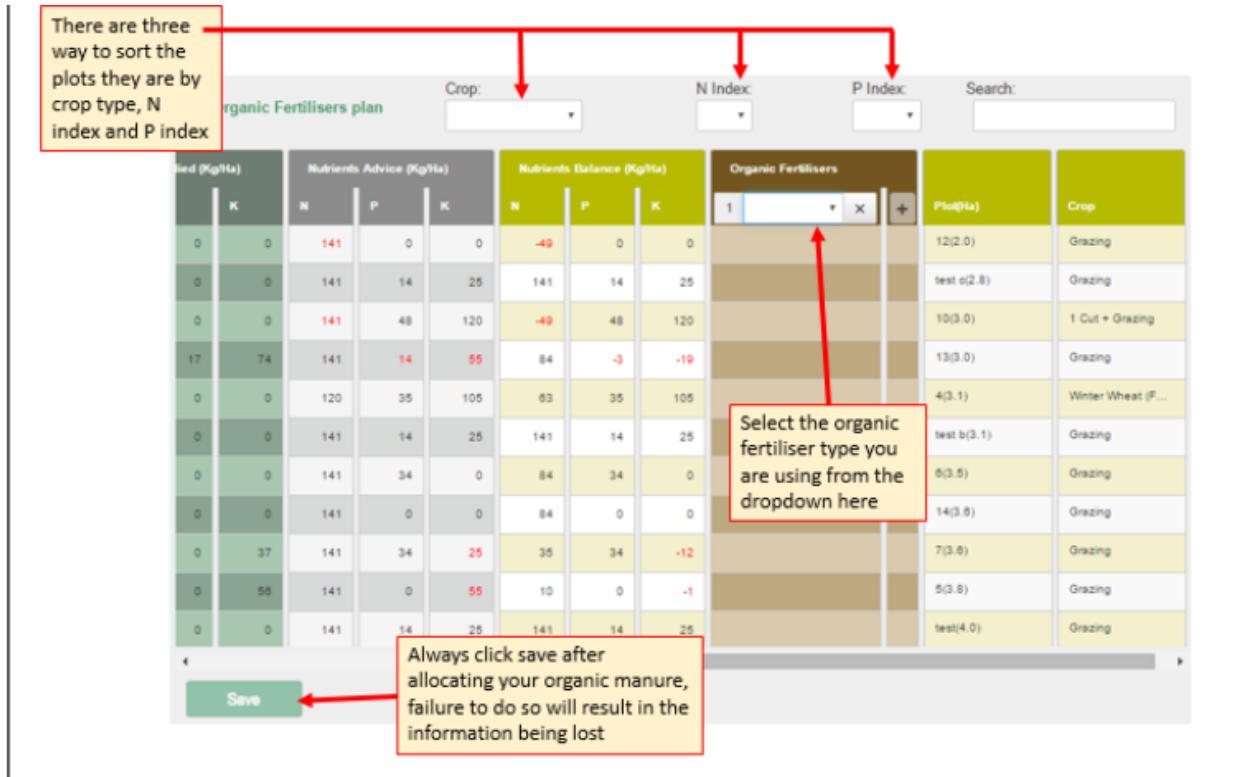 There are three
way to sort the
plots they are by
crop type, N
index and P index
rganic Fertilisers plan
Crop: N Index: P Index: Search:
lied (Kg/Ha) Nutrients Advice (Kg/Ha) Nutrients Balance (Kg/Ha) Organic Fertilisers
K N P K N P K 1 × + Plot(Ha) Crop
0 0 141 0 0 -49 0 0 12(2.0) Grazing
0 0 141 14 25 141 14 25 test c(2.8) Grazing
0 0 141 48 120 -49 48 120 10(3.0) 1 Cut + Grazing
17 74 141 14 55 84 -3 -19 13(3.0) Grazing
0 0 120 35 105 63 35 105 4(3.1) Winter Wheat (F...
0 0 141 14 25 141 14 25 test b(3.1) Grazing
0 0 141 34 0 84 34 0 6(3.5) Grazing
0 0 141 0 0 84 0 0 14(3.6) Grazing
0 37 141 34 25 35 34 -12 7(3.6) Grazing
0 56 141 0 55 10 0 -1 5(3.8) Grazing
0 0 141 14 25 141 14 25 test(4.0) Grazing
Select the organic
fertiliser type you
are using from the
dropdown here
Save
Always click save after
allocating your organic manure,
failure to do so will result in the
information being lost